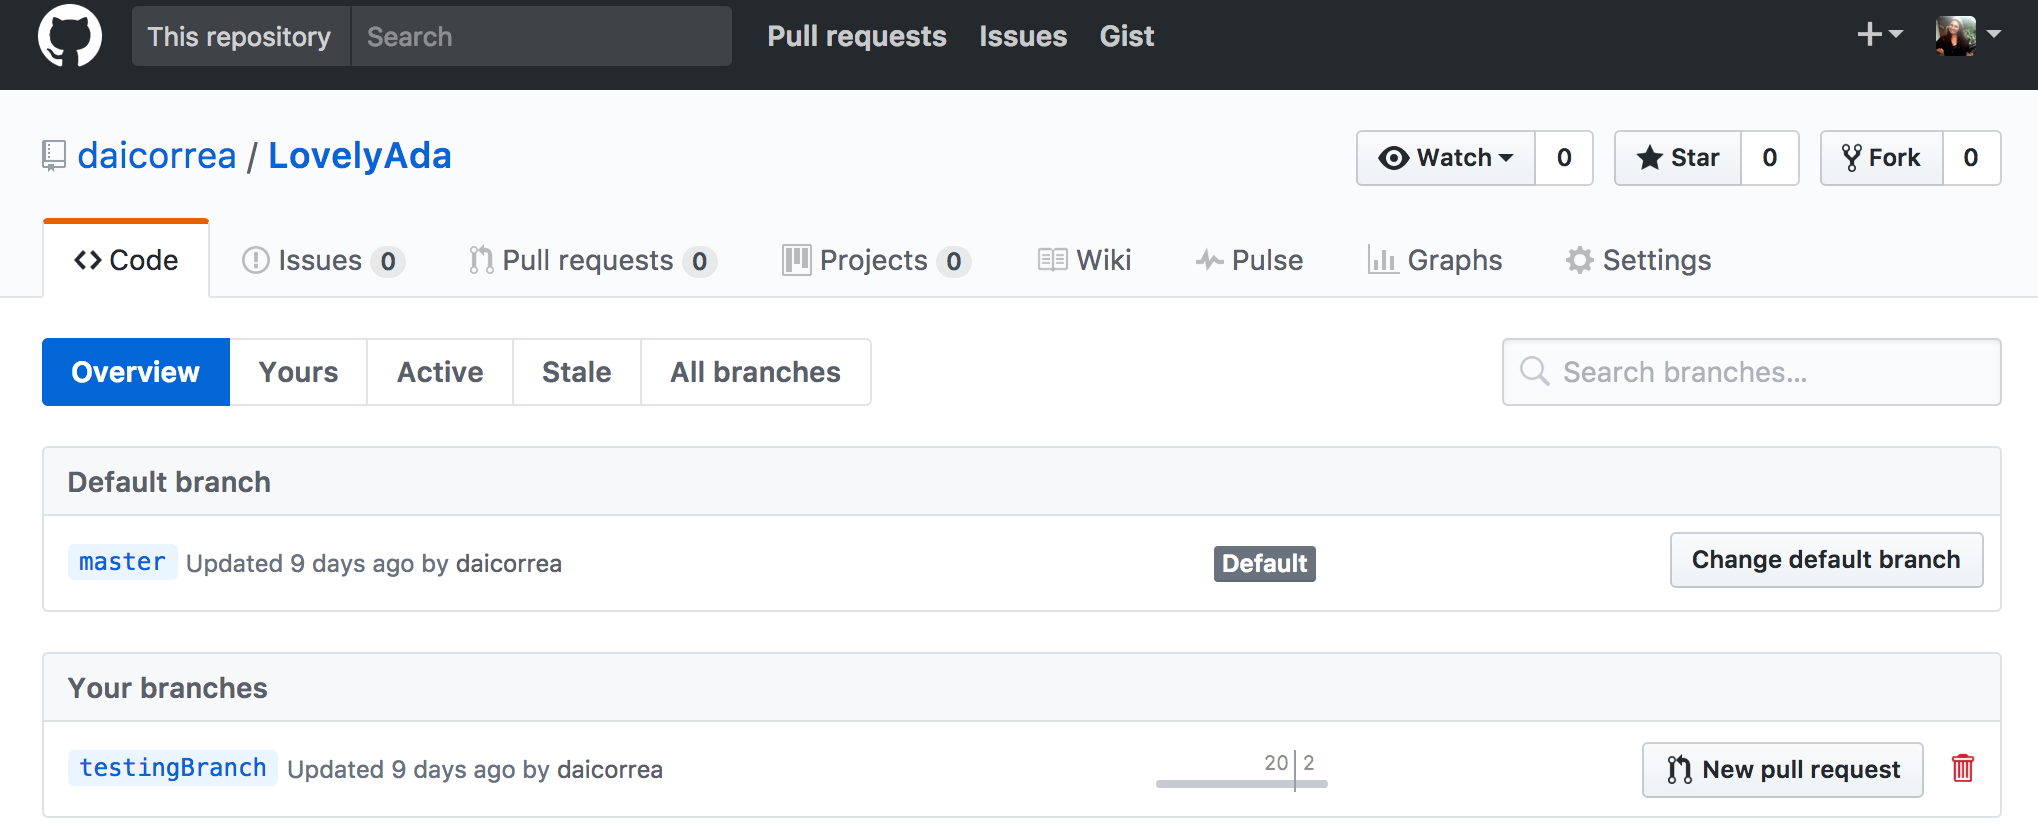 This repository Search Pull requests Issues Gist
daicorrea / LovelyAda Watch 0 Star 0 Fork 0
Code Issues 0 Pull requests 0 Projects 0 Wiki Pulse Graphs Settings
Overview Yours Active Stale All branches Search branches...
Default branch
master Updated 9 days ago by daicorrea Default Change default branch
Your branches
testingBranch Updated 9 days ago by daicorrea 20 2 New pull request